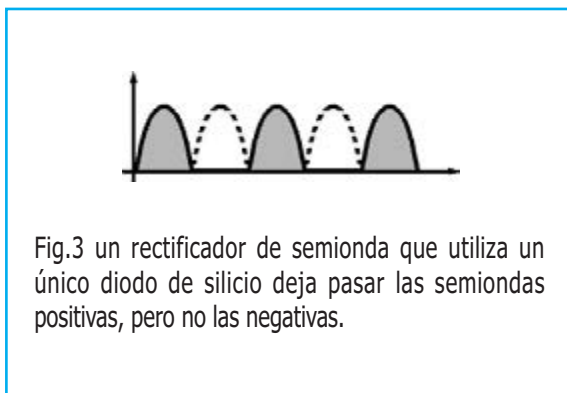 Fig.3 un rectificador de semionda que utiliza un
único diodo de silicio deja pasar las semiondas
positivas, pero no las negativas.